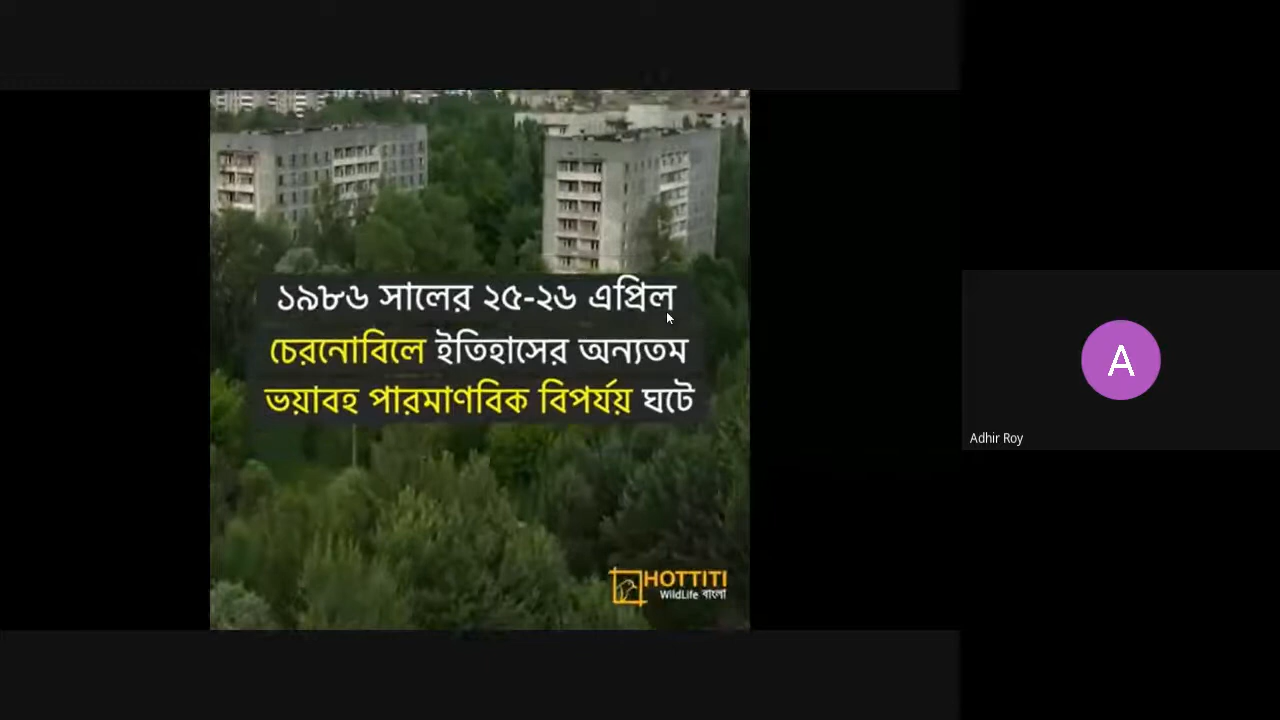 ১৯৮৬ সালের ২৫-২৬ এপ্রিল
চেরনোবিলে ইতিহাসের অন্যতম
ভয়াবহ পারমাণবিক বিপর্যয় ঘটে
HOTTITI
WildLife বাংলা
A
Adhir Roy